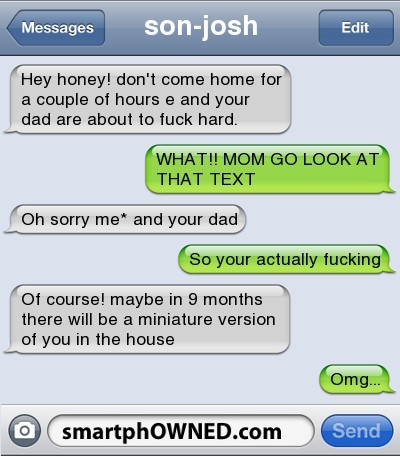 Messages
son-josh
Edit
Hey honey! don't come home for
a couple of hours e and your
dad are about to fuck hard.
WHAT!! MOM GO LOOK AT
THAT TEXT
Oh sorry me* and your dad
So your actually fucking
Of course! maybe in 9 months
there will be a miniature version
of you in the house
Omg...
smartphOWNED.com
Send